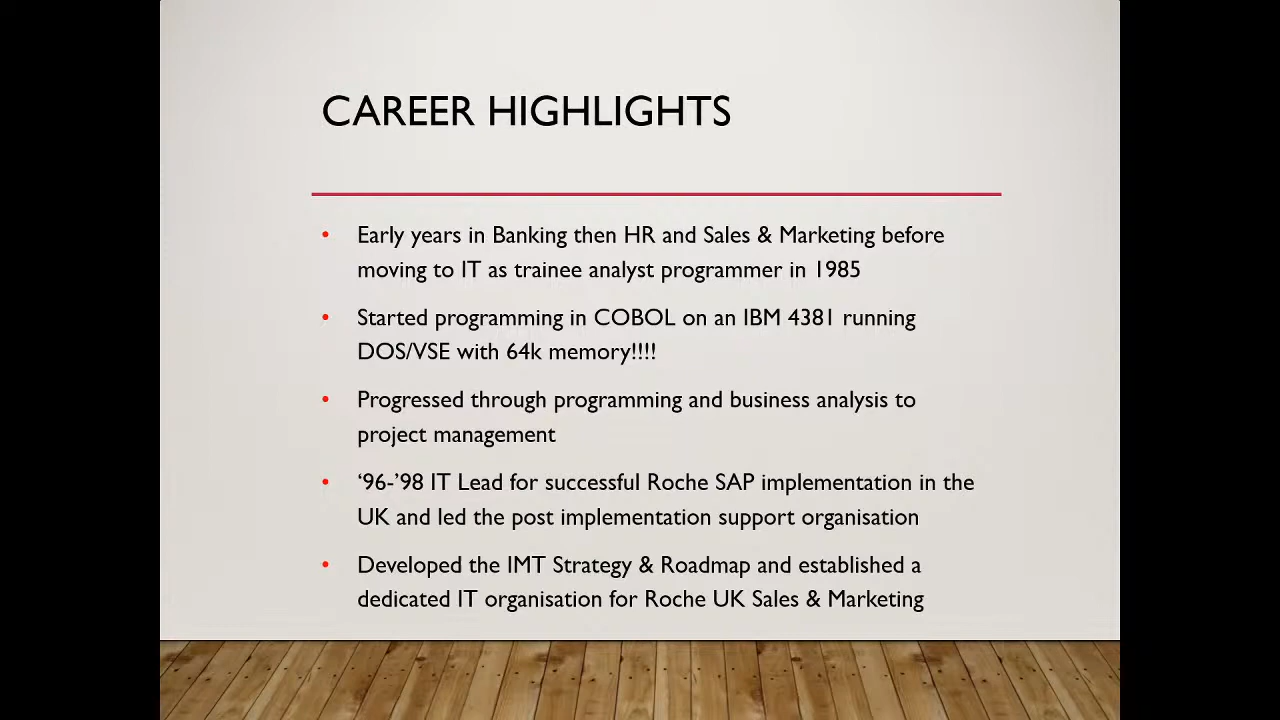 CAREER HIGHLIGHTS
• Early years in Banking then HR and Sales & Marketing before
moving to IT as trainee analyst programmer in 1985
• Started programming in COBOL on an IBM 4381 running
DOS/VSE with 64k memory!!!!
• Progressed through programming and business analysis to
project management
• ‘96-’98 IT Lead for successful Roche SAP implementation in the
UK and led the post implementation support organisation
• Developed the IMT Strategy & Roadmap and established a
dedicated IT organisation for Roche UK Sales & Marketing